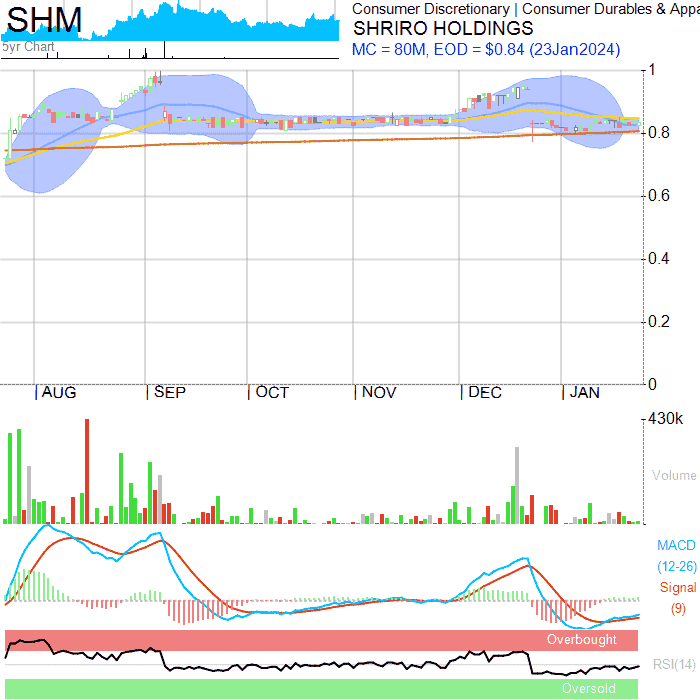 SHM
Consumer Discretionary | Consumer Durables & Appa
SHRIRO HOLDINGS
5yr Chart
MC = 80M, EOD = $0.84 (23Jan2024)
1
0.8
0.6
0.4
0.2
0
AUG SEP OCT NOV DEC JAN
430k
Volume
MACD
(12-26)
Signal
(9)
Overbought
RSI(14)
Oversold